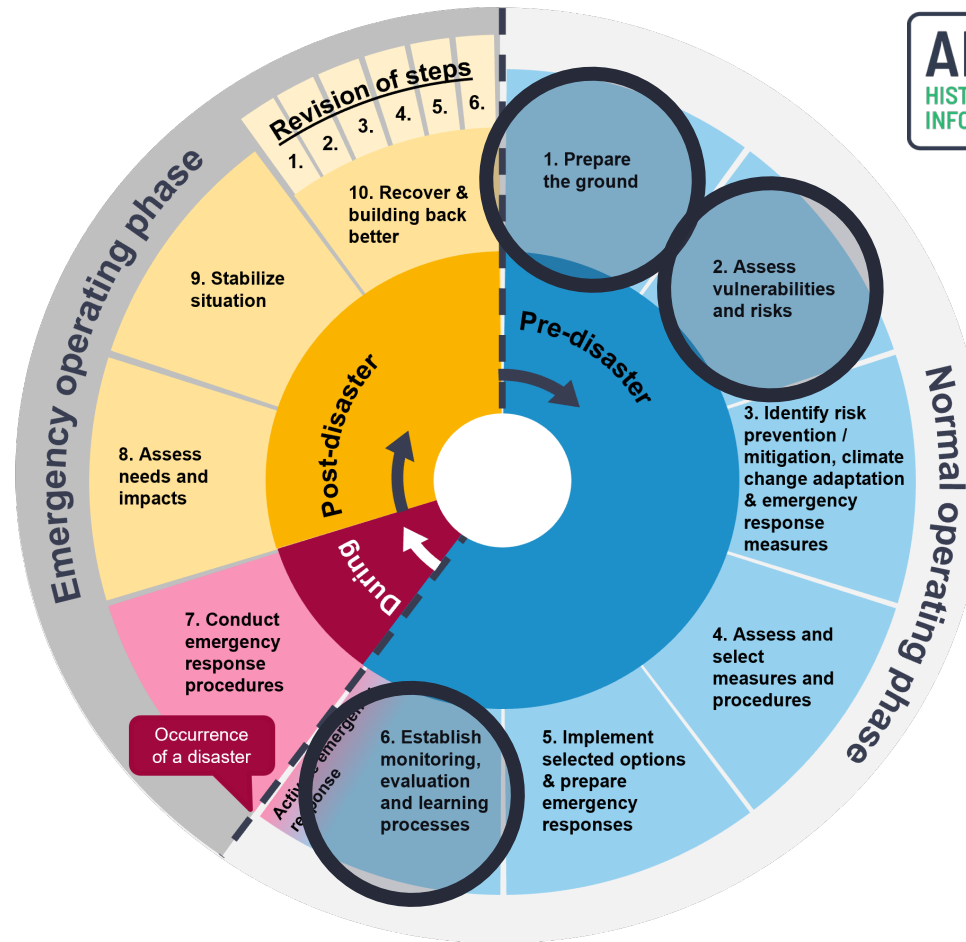 AR
HIST
INFO
Emergency operating phase
Normal operating phase
Revision of steps
1.
2.
3.
4.
5.
6.
1. Prepare
the ground
2. Assess
vulnerabilities
and risks
3. Identify risk
prevention /
mitigation, climate
change adaptation
& emergency
response
measures
4. Assess and
select
measures and
procedures
5. Implement
selected options
& prepare
emergency
responses
6. Establish
monitoring,
evaluation
and learning
processes
response
Occurrence
of a disaster
7. Conduct
emergency
response
procedures
8. Assess
needs and
impacts
9. Stabilize
situation
10. Recover &
building back
better
Pre-disaster
During
Post-disaster